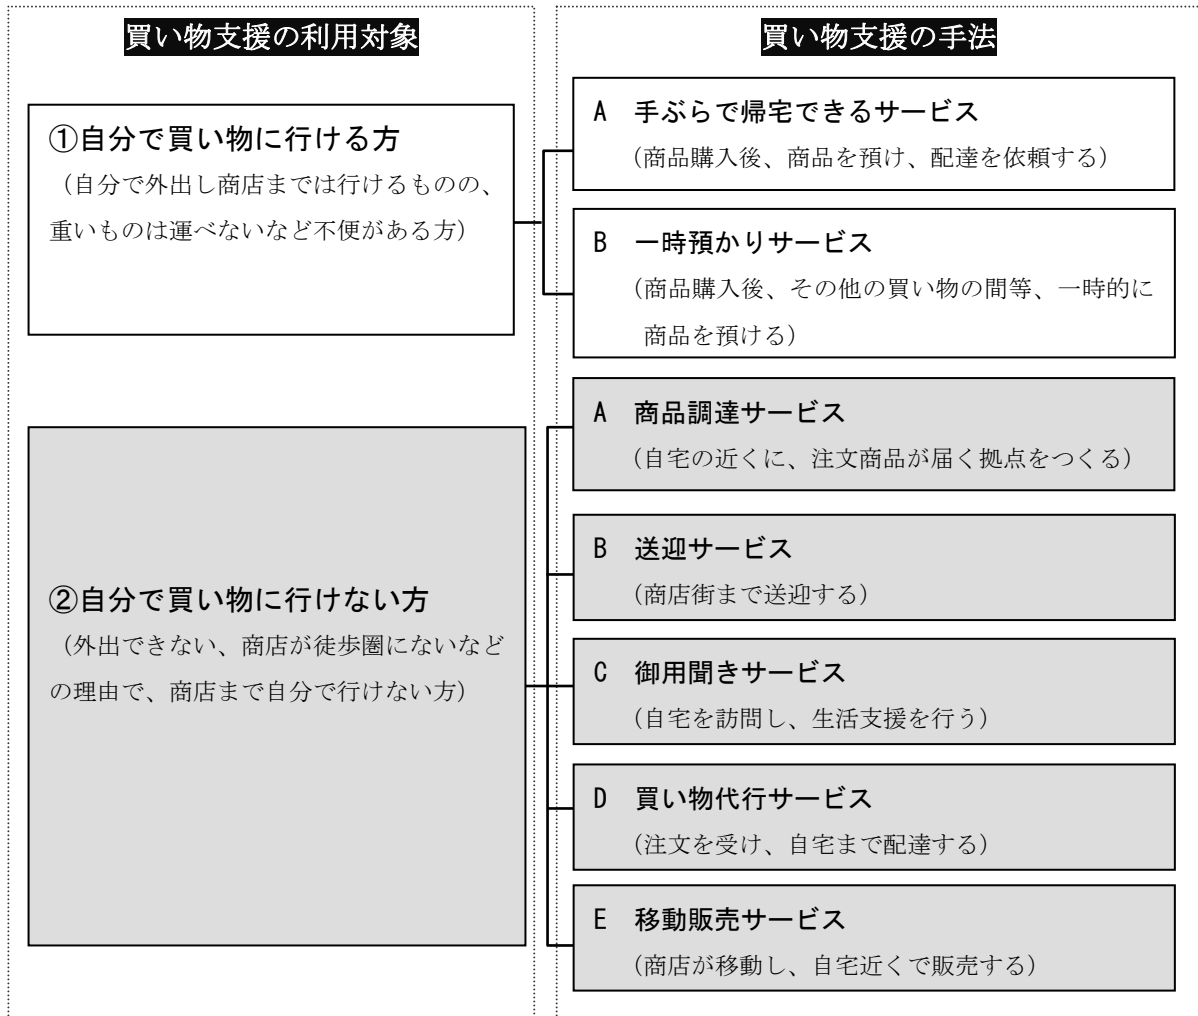 買い物支援の利用対象
①自分で買い物に行ける方
（自分で外出し商店までは行けるものの、
重いものは運べないなど不便がある方）
②自分で買い物に行けない方
（外出できない、商店が徒歩圏にないなど
の理由で、商店まで自分で行けない方）
買い物支援の手法
A　手ぶらで帰宅できるサービス
（商品購入後、商品を預け、配達を依頼する）
B　一時預かりサービス
（商品購入後、その他の買い物の間等、一時的に
商品を預ける）
A　商品調達サービス
（自宅の近くに、注文商品が届く拠点をつくる）
B　送迎サービス
（商店街まで送迎する）
C　御用聞きサービス
（自宅を訪問し、生活支援を行う）
D　買い物代行サービス
（注文を受け、自宅まで配達する）
E　移動販売サービス
（商店が移動し、自宅近くで販売する）